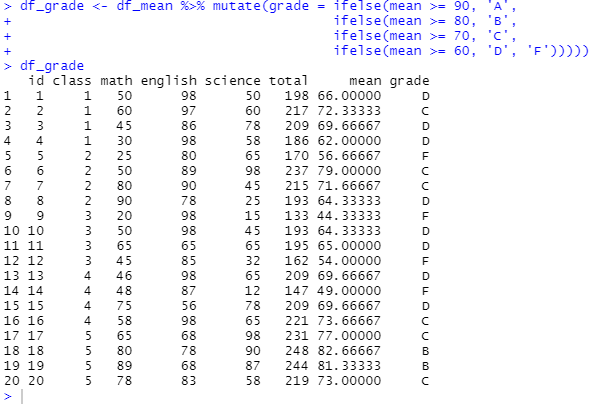 > df_grade <- df_mean %>% mutate(grade = ifelse(mean >= 90, 'A',
+                                        ifelse(mean >= 80, 'B',
+                                        ifelse(mean >= 70, 'C',
+                                        ifelse(mean >= 60, 'D', 'F')))))
> df_grade
   id class math english science total     mean grade
1   1     1   50      98      50   198 66.00000     D
2   2     1   60      97      60   217 72.33333     C
3   3     1   45      86      78   209 69.66667     D
4   4     1   30      98      58   186 62.00000     D
5   5     2   25      80      65   170 56.66667     F
6   6     2   50      89      98   237 79.00000     C
7   7     2   80      90      45   215 71.66667     C
8   8     2   90      78      25   193 64.33333     D
9   9     3   20      98      15   133 44.33333     F
10 10     3   50      98      45   193 64.33333     D
11 11     3   65      65      65   195 65.00000     D
12 12     3   45      85      32   162 54.00000     F
13 13     4   46      98      65   209 69.66667     D
14 14     4   48      87      12   147 49.00000     F
15 15     4   75      56      78   209 69.66667     D
16 16     4   58      98      65   221 73.66667     C
17 17     5   65      68      98   231 77.00000     C
18 18     5   80      78      90   248 82.66667     B
19 19     5   89      68      87   244 81.33333     B
20 20     5   78      83      58   219 73.00000     C
>